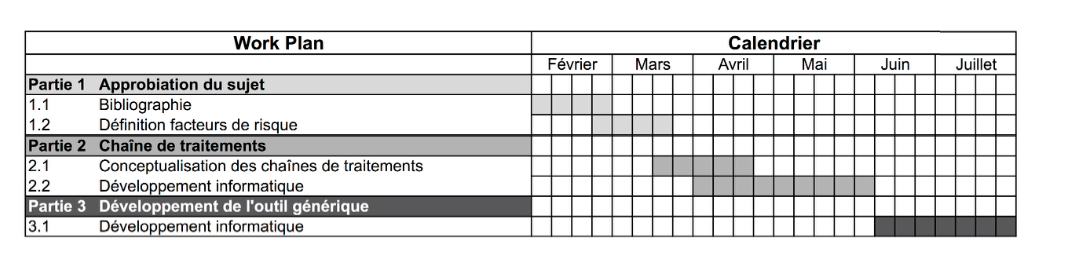 Work Plan Calendrier
Février Mars Avril Mai Juin Juillet
Partie 1 Approbiation du sujet
1.1 Bibliographie
1.2 Définition facteurs de risque
Partie 2 Chaîne de traitements
2.1 Conceptualisation des chaînes de traitements
2.2 Développement informatique
Partie 3 Développement de l'outil générique
3.1 Développement informatique